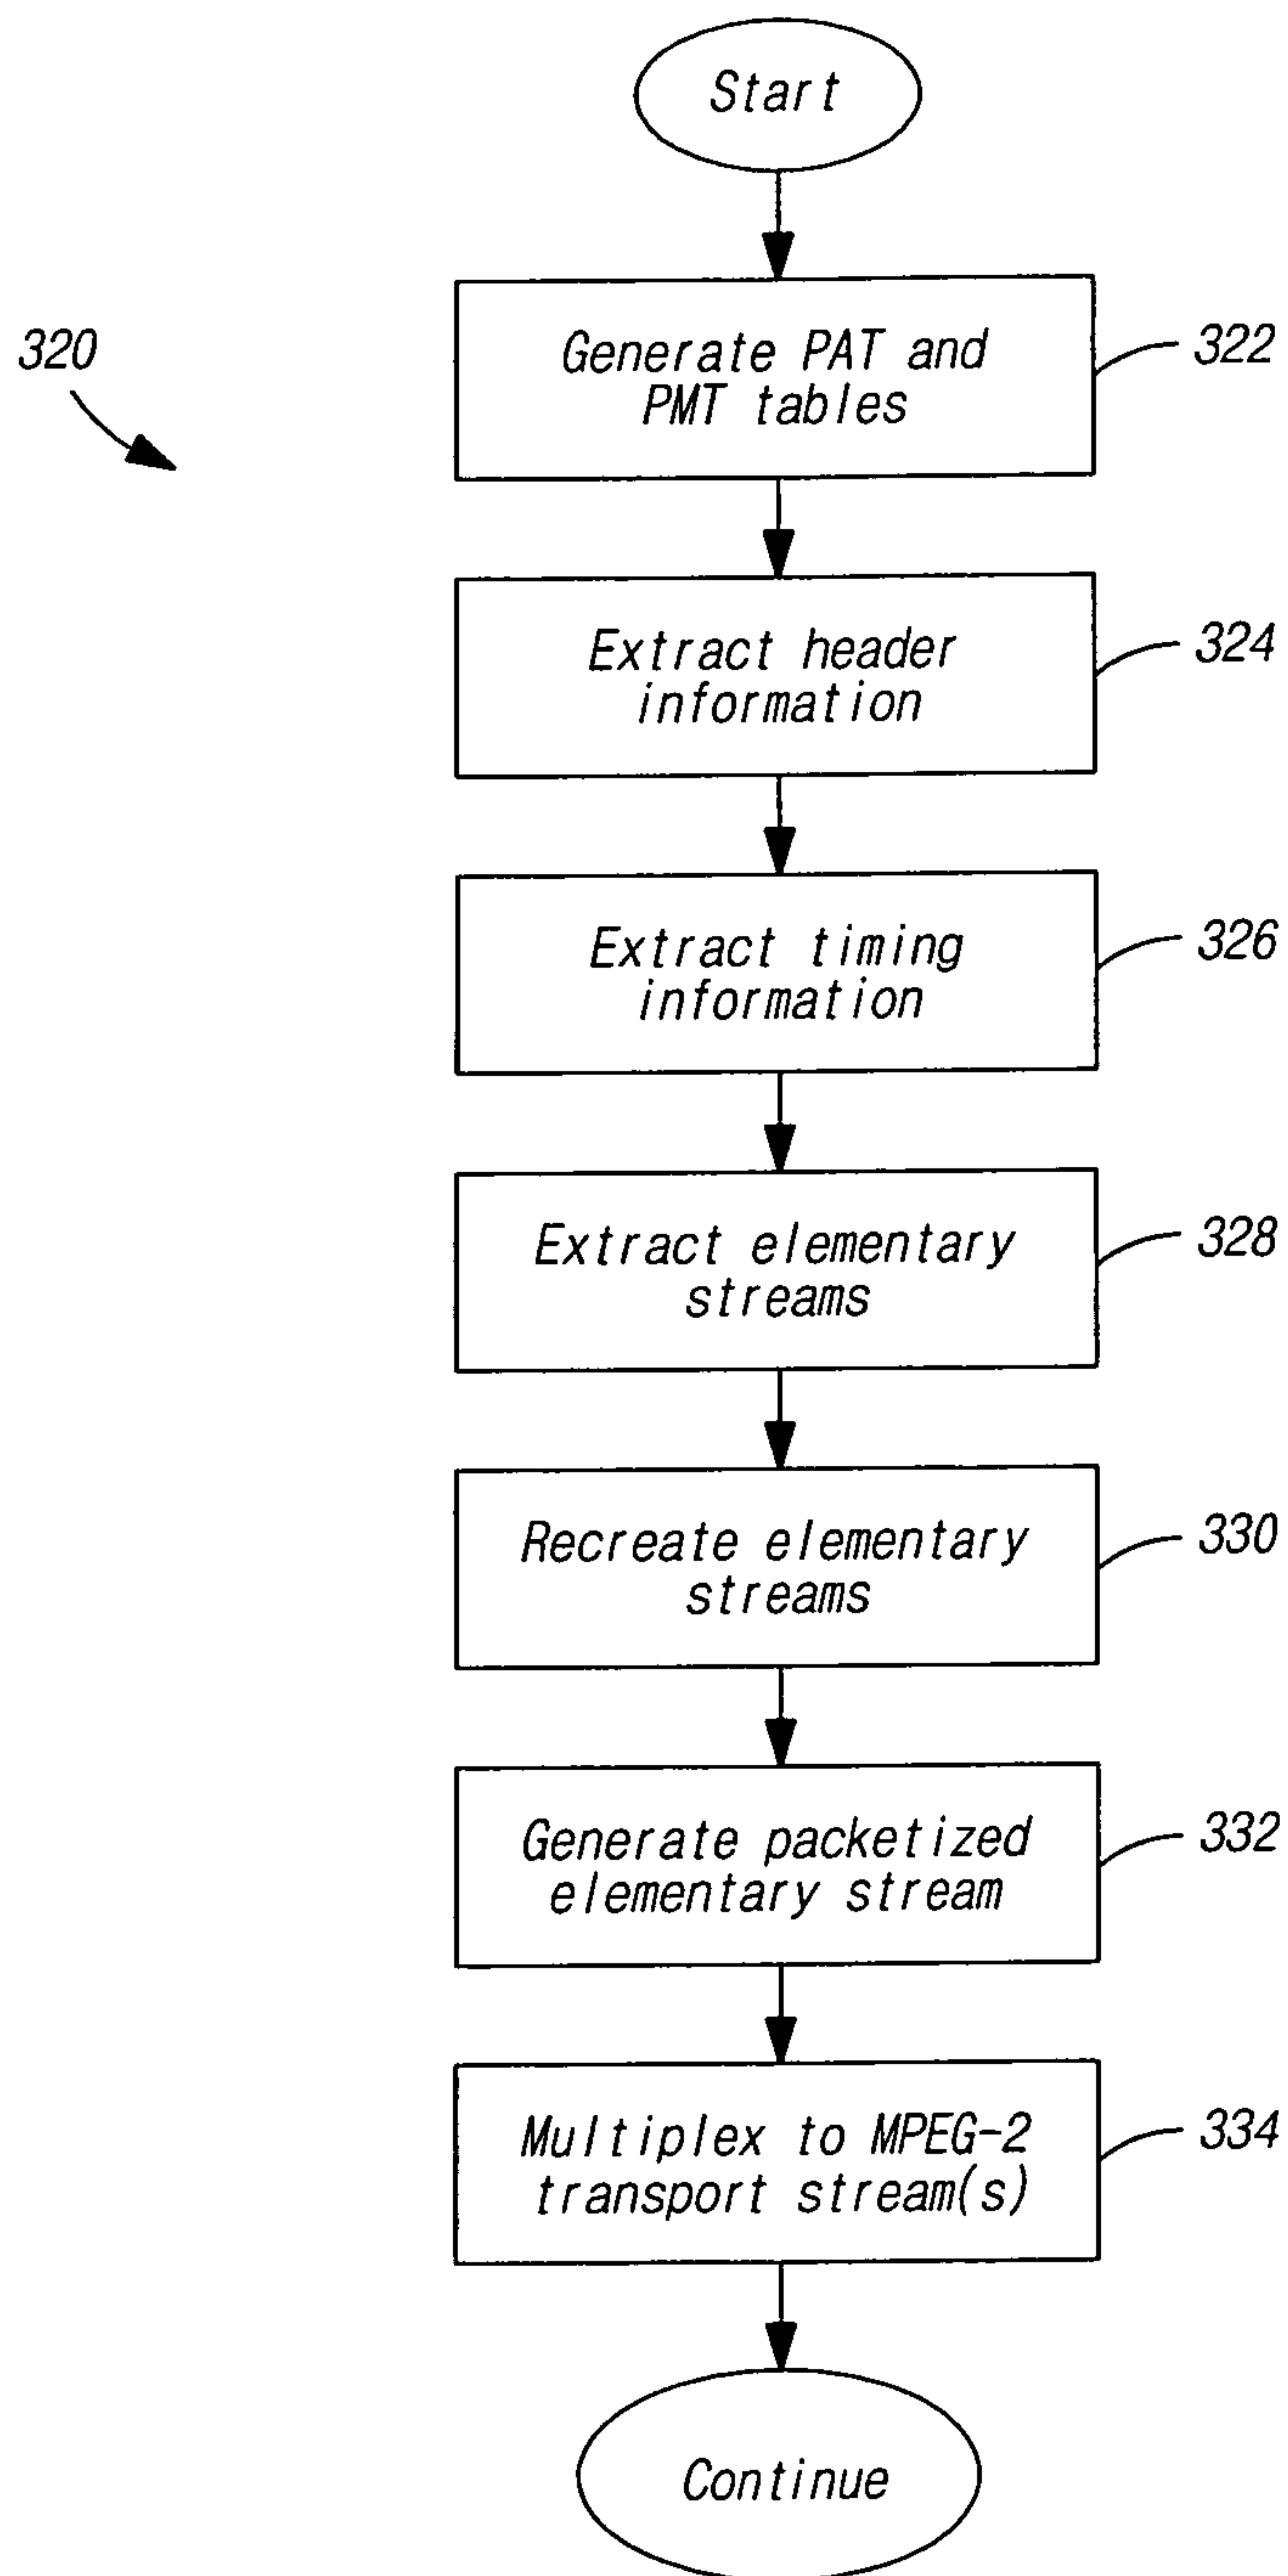 Start
320
Generate PAT and
PMT tables
322
Extract header
information
324
Extract timing
information
326
Extract elementary
streams
328
Recreate elementary
streams
330
Generate packetized
elementary stream
332
Multiplex to MPEG-2
transport stream(s)
334
Continue